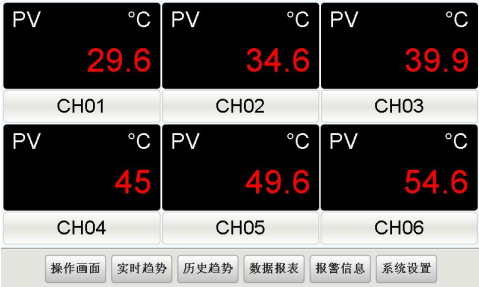 PV °C PV °C PV °C
29.6 34.6 39.9
CH01 CH02 CH03
PV °C PV °C PV °C
45 49.6 54.6
CH04 CH05 CH06
操作画面 实时趋势 历史趋势 数据报表 报警信息 系统设置